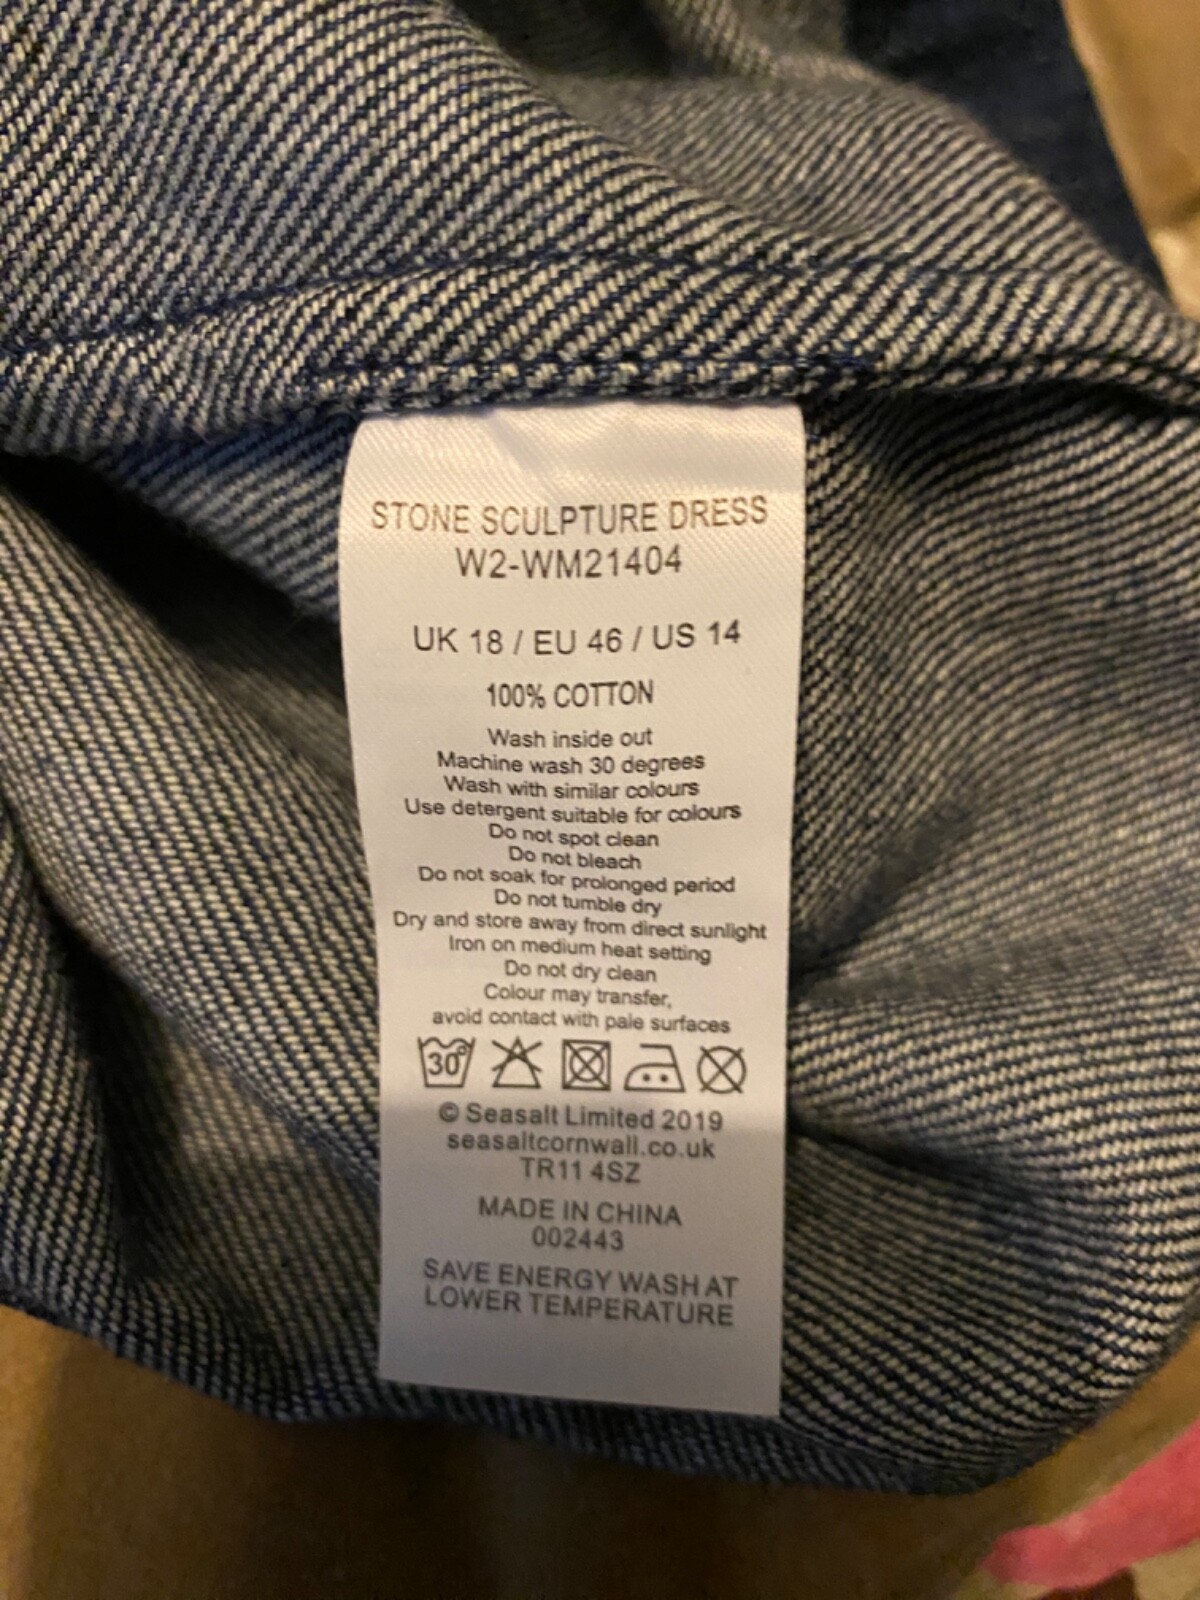 STONE SCULPTURE DRESS
W2-WM21404
UK 18 / EU 46 / US 14
100% COTTON
Wash inside out
Machine wash 30 degrees
Wash with similar colours
Use detergent suitable for colours
Do not spot clean
Do not bleach
Do not soak for prolonged period
Do not tumble dry
Dry and store away from direct sunlight
Iron on medium heat setting
Do not dry clean
Colour may transfer,
avoid contact with pale surfaces
30°
© Seasalt Limited 2019
seasaltcornwall.co.uk
TR11 4SZ
MADE IN CHINA
002443
SAVE ENERGY WASH AT
LOWER TEMPERATURE